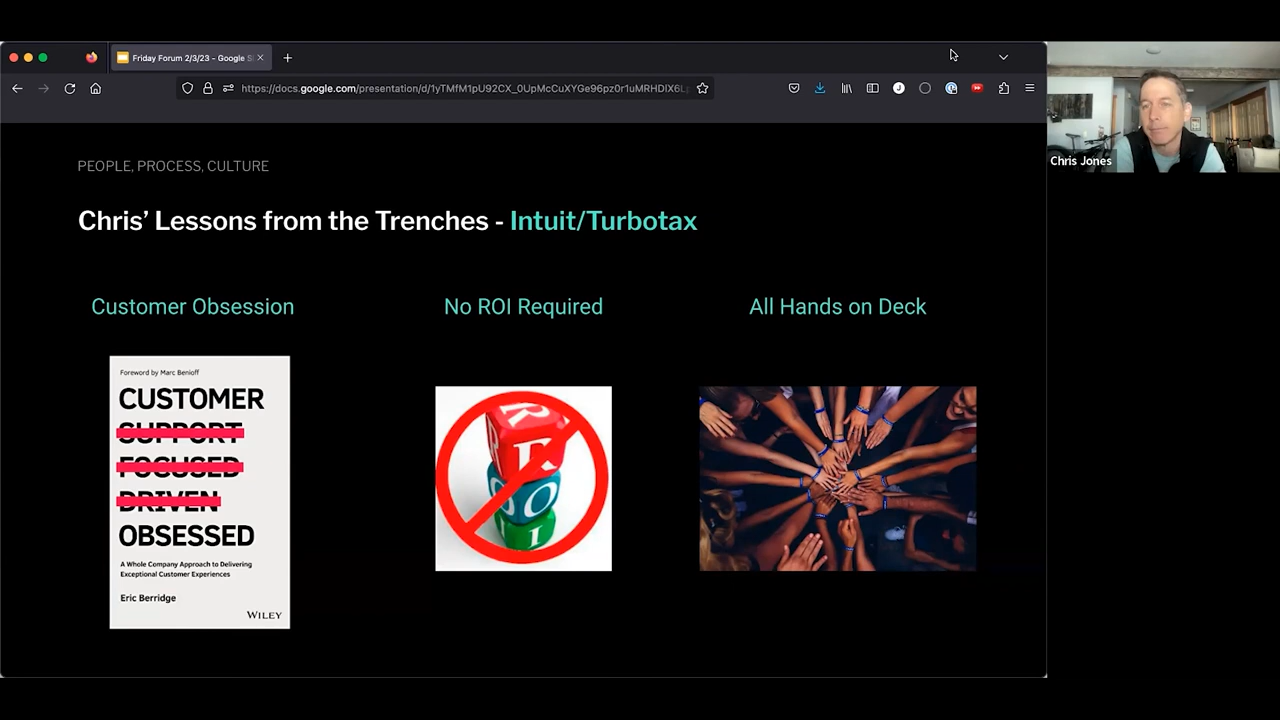 Friday Forum 2/3/23 - Google S
https://docs.google.com/presentation/d/1yTMfM1pU92CX_0UpMcCuXYGe96pz0r1uMRHDIX6L
Chris Jones
PEOPLE, PROCESS, CULTURE
Chris’ Lessons from the Trenches - Intuit/Turbotax
Customer Obsession
No ROI Required
All Hands on Deck
Foreword by Marc Benioff
CUSTOMER
SUPPORT
FOCUSED
DRIVEN
OBSESSED
A Whole Company Approach to Delivering
Exceptional Customer Experiences
Eric Berridge
WILEY
R
R
O
I